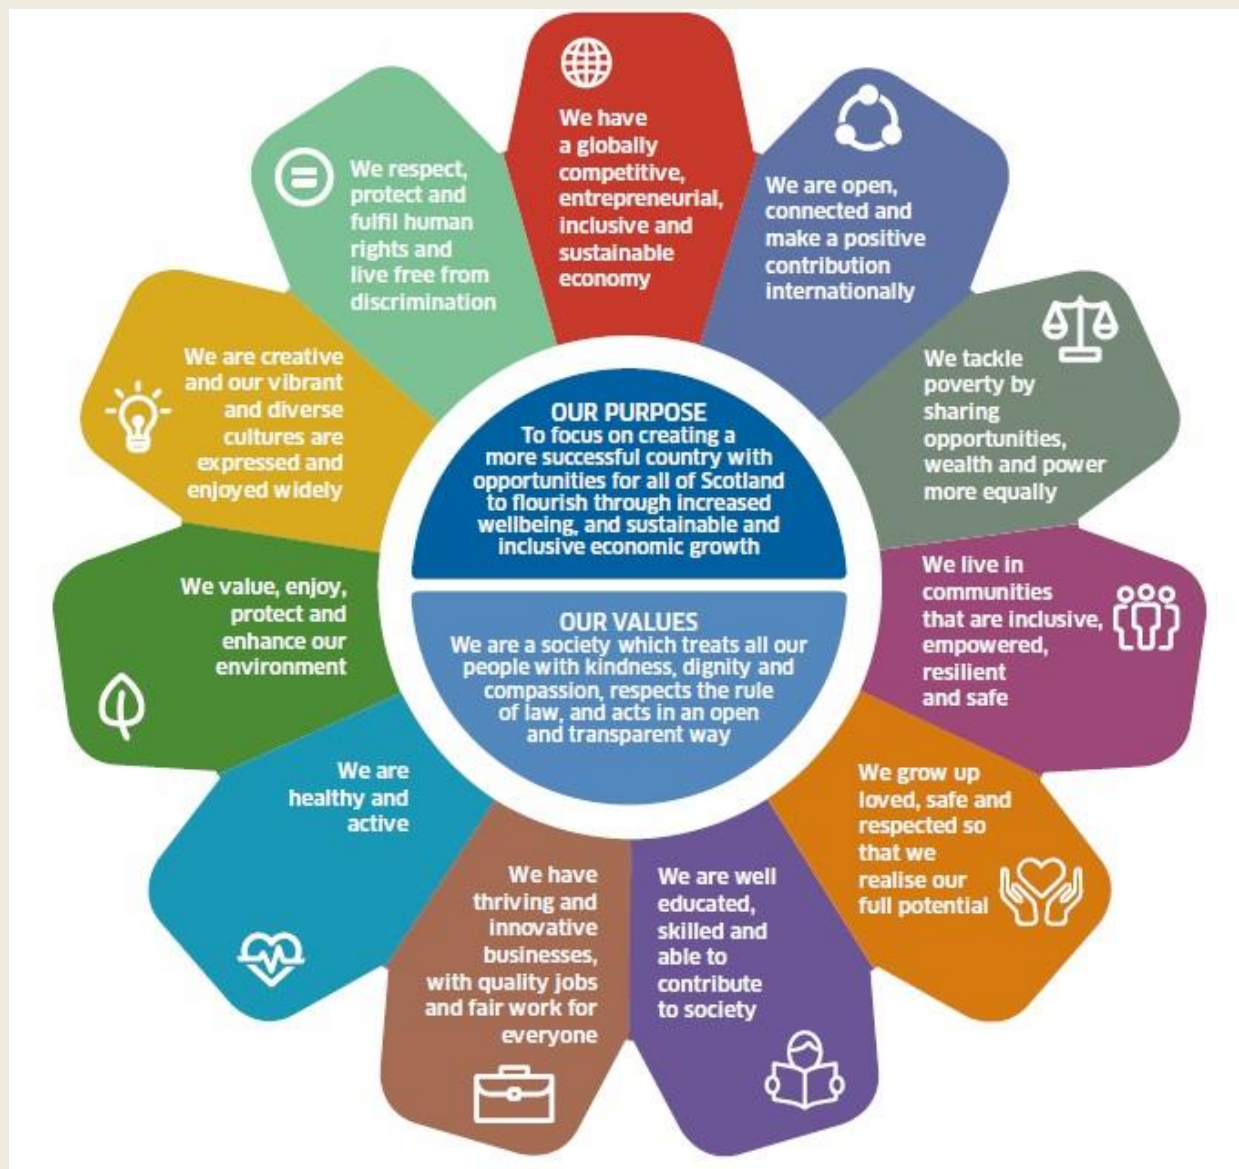 We have
a globally
competitive,
entrepreneurial,
inclusive and
sustainable
economy
We are open,
connected and
make a positive
contribution
internationally
We tackle
poverty by
sharing
opportunities,
wealth and power
more equally
We live in
communities
that are inclusive,
empowered,
resilient
and safe
We grow up
loved, safe and
respected so
that we
realise our
full potential
We are well
educated,
skilled and
able to
contribute
to society
We have
thriving and
innovative
businesses,
with quality jobs
and fair work for
everyone
We are
healthy and
active
We value, enjoy,
protect and
enhance our
environment
We are creative
and our vibrant
and diverse
cultures are
expressed and
enjoyed widely
We respect,
protect and
fulfil human
rights and
live free from
discrimination
OUR PURPOSE
To focus on creating a
more successful country with
opportunities for all of Scotland
to flourish through increased
wellbeing, and sustainable and
inclusive economic growth
OUR VALUES
We are a society which treats all our
people with kindness, dignity and
compassion, respects the rule
of law, and acts in an open
and transparent way